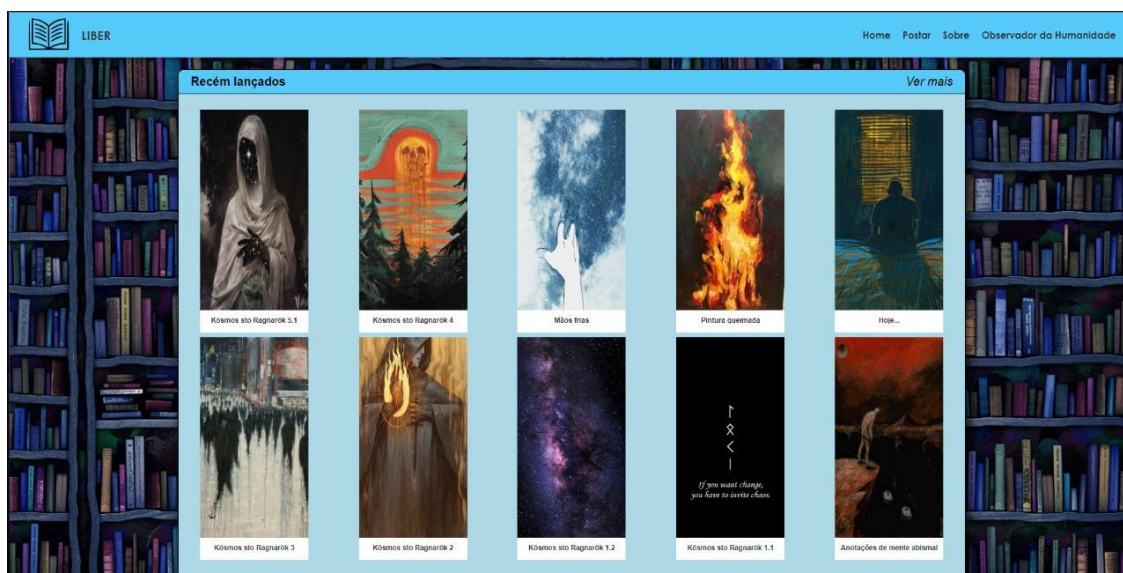 LIBER
Home Postar Sobre Observador da Humanidade
Recém lançados
Ver mais
Kósmos sto Ragnarök 5.1
Kósmos sto Ragnarök 4
Mãos frias
Pintura queimada
Hoje...
ᛚ
ᛟ
ᚲ
ᛁ
If you want change,
you have to invite chaos.
Kósmos sto Ragnarök 3
Kósmos sto Ragnarök 2
Kósmos sto Ragnarök 1.2
Kósmos sto Ragnarök 1.1
Anotações de mente abismal